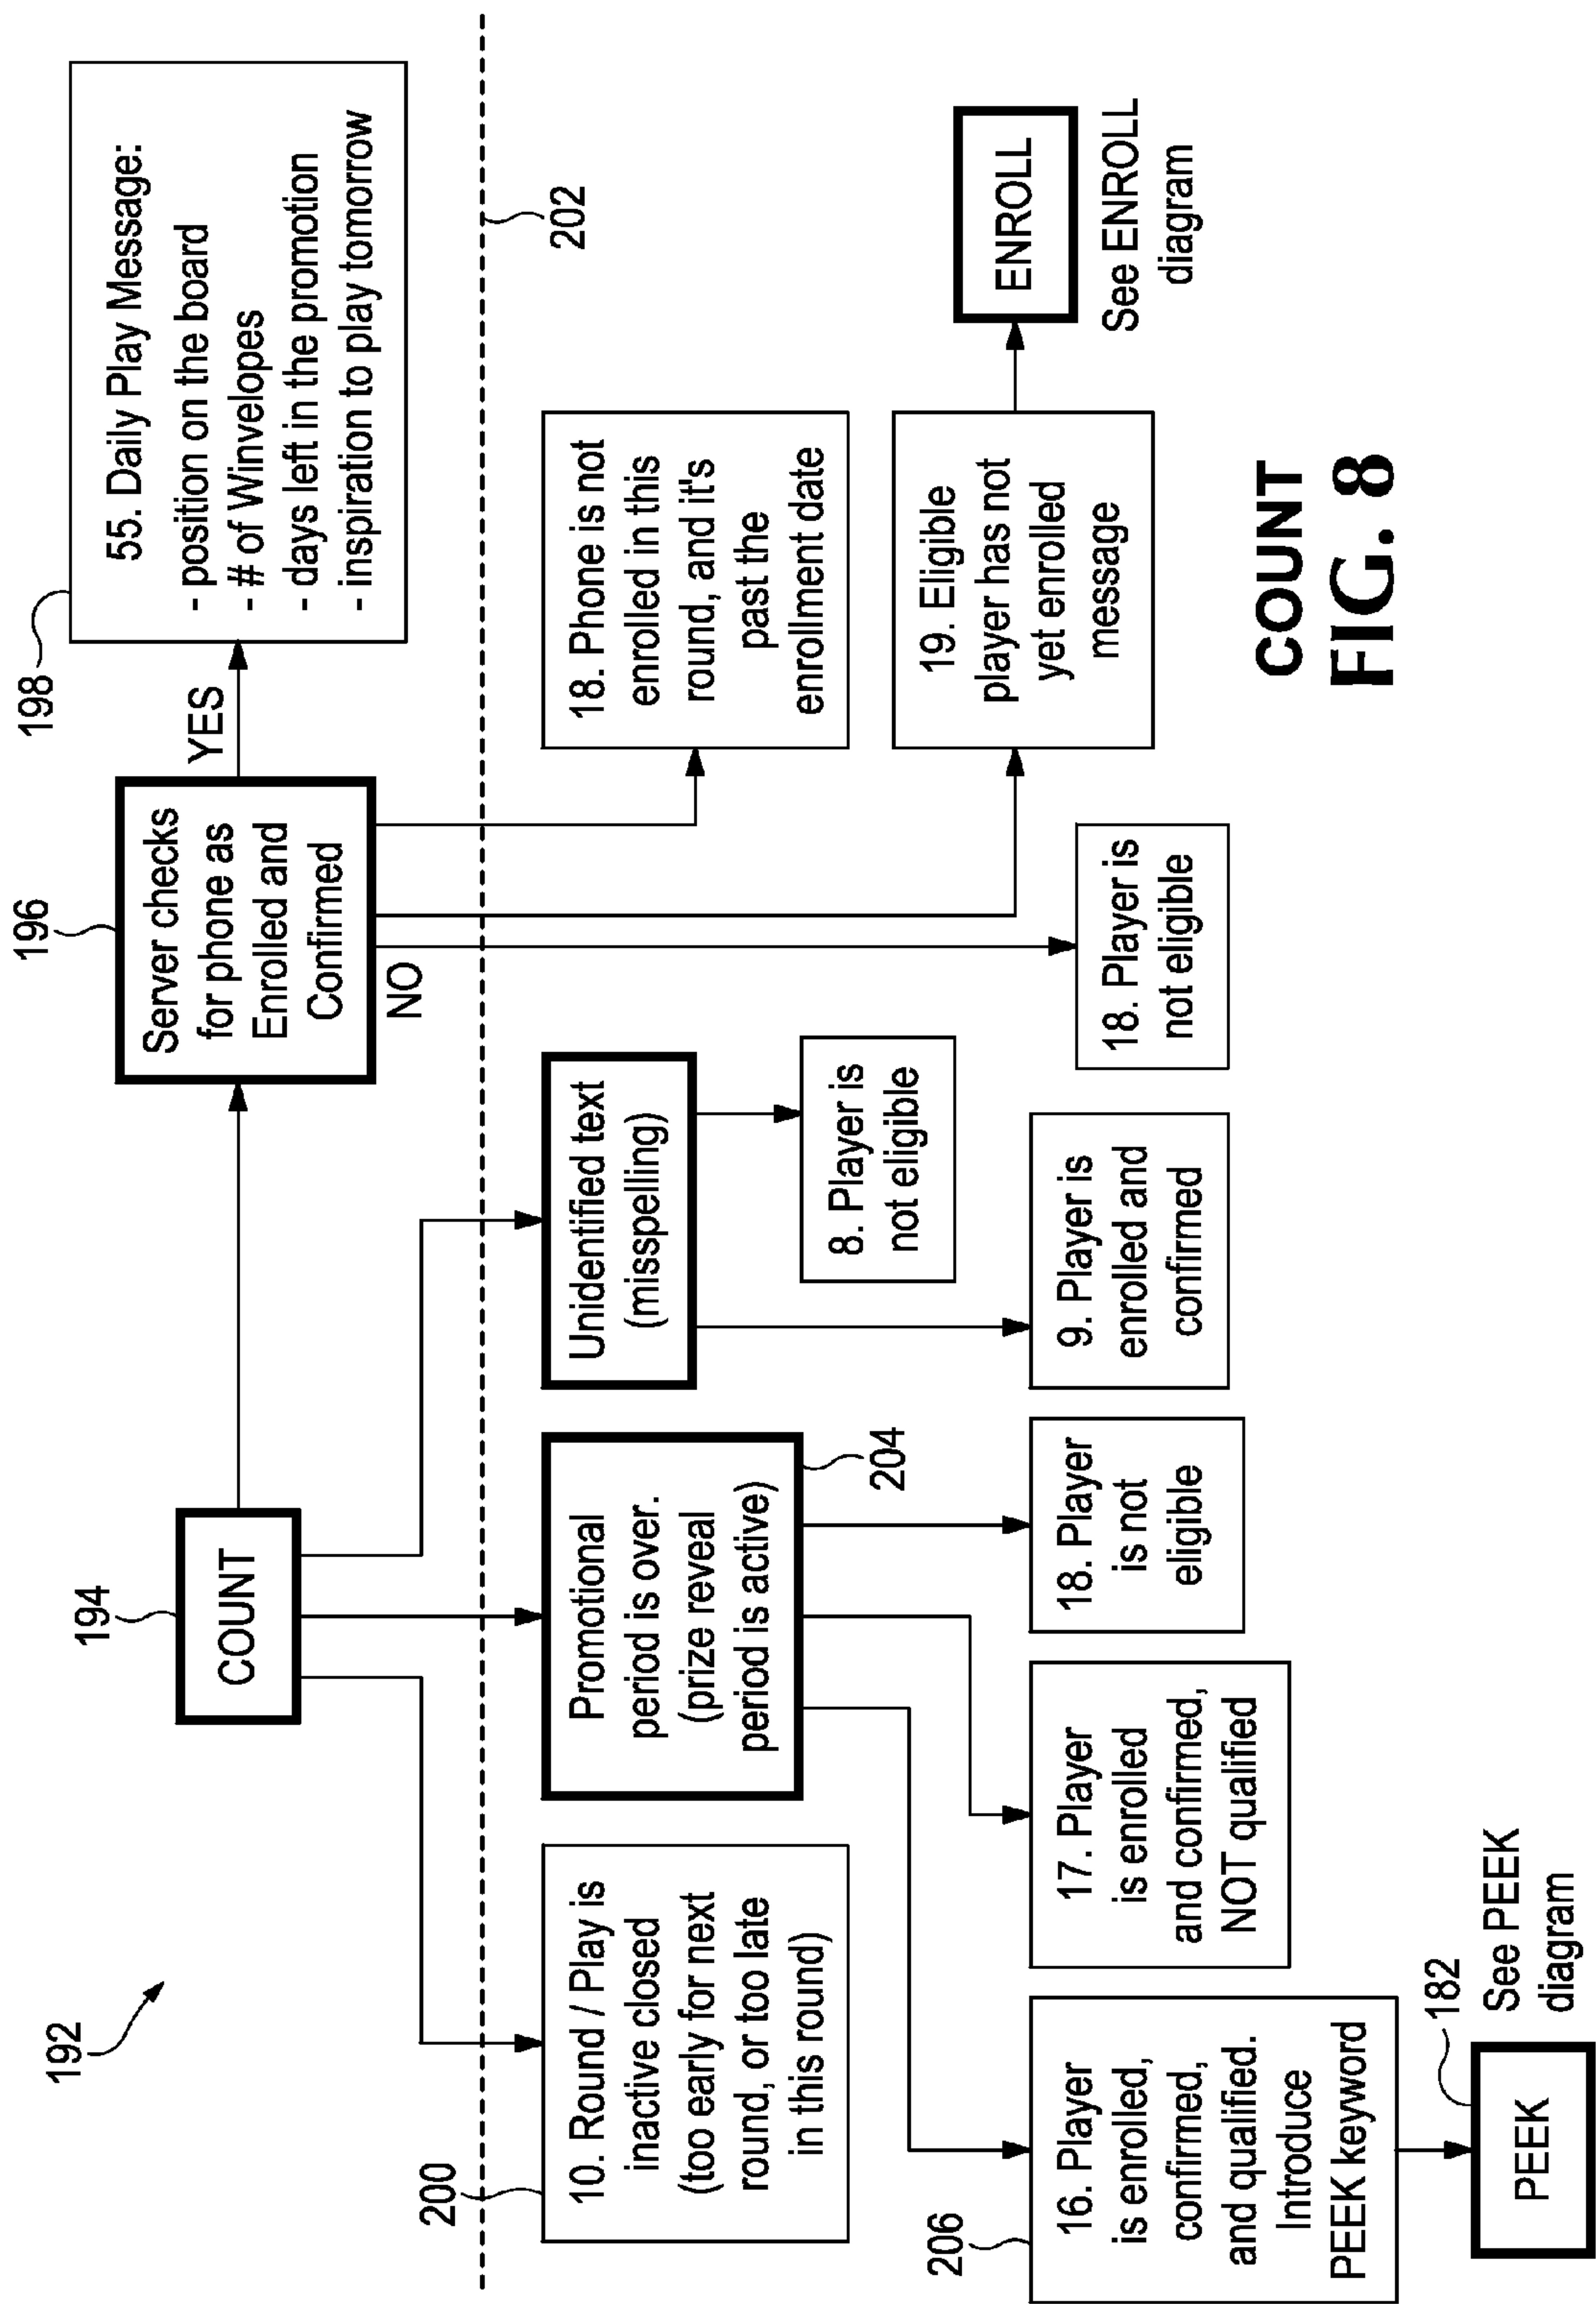 192
194
COUNT
196
Server checks
for phone as
Enrolled and
Confirmed
YES
NO
198
55. Daily Play Message:
- position on the board
- # of Winvelopes
- days left in the promotion
- inspiration to play tomorrow
202
200
10. Round / Play is
inactive closed
(too early for next
round, or too late
in this round)
Promotional
period is over.
(prize reveal
period is active)
204
Unidentified text
(misspelling)
18. Phone is not
enrolled in this
round, and it's
past the
enrollment date
8. Player is
not eligible
19. Eligible
player has not
yet enrolled
message
ENROLL
See ENROLL
diagram
206
16. Player
is enrolled,
confirmed,
and qualified.
Introduce
PEEK keyword
17. Player
is enrolled
and confirmed,
NOT qualified
18. Player
is not
eligible
9. Player is
enrolled and
confirmed
18. Player is
not eligible
182
PEEK
See PEEK
diagram
COUNT
FIG. 8